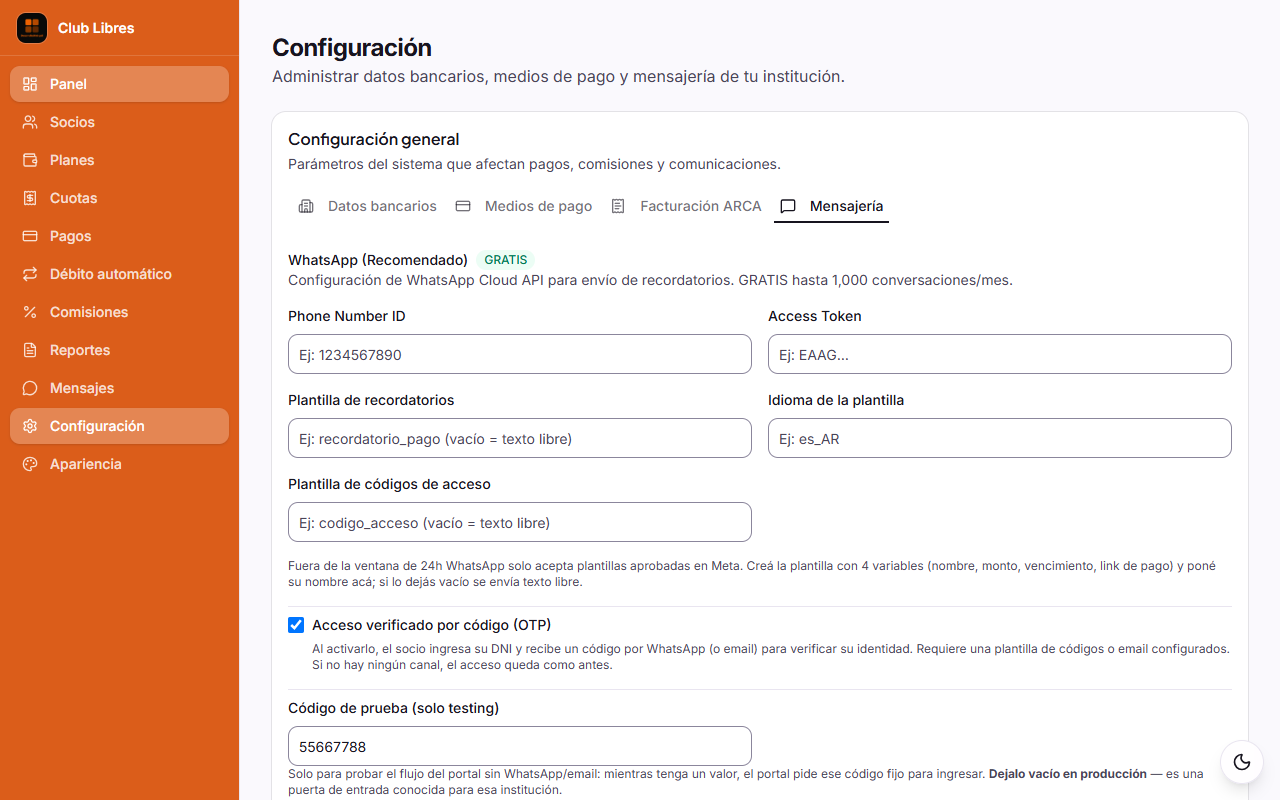 Club Libres
Panel
Socios
Planes
Cuotas
Pagos
Débito automático
Comisiones
Reportes
Mensajes
Configuración
Apariencia
Configuración
Administrar datos bancarios, medios de pago y mensajería de tu institución.
Configuración general
Parámetros del sistema que afectan pagos, comisiones y comunicaciones.
Datos bancarios
Medios de pago
Facturación ARCA
Mensajería
WhatsApp (Recomendado) GRATIS
Configuración de WhatsApp Cloud API para envío de recordatorios. GRATIS hasta 1,000 conversaciones/mes.
Phone Number ID
Ej: 1234567890
Access Token
Ej: EAAG...
Plantilla de recordatorios
Ej: recordatorio_pago (vacío = texto libre)
Idioma de la plantilla
Ej: es_AR
Plantilla de códigos de acceso
Ej: codigo_acceso (vacío = texto libre)
Fuera de la ventana de 24h WhatsApp solo acepta plantillas aprobadas en Meta. Creá la plantilla con 4 variables (nombre, monto, vencimiento, link de pago) y poné
su nombre acá; si lo dejás vacío se envía texto libre.
Acceso verificado por código (OTP)
Al activarlo, el socio ingresa su DNI y recibe un código por WhatsApp (o email) para verificar su identidad. Requiere una plantilla de códigos o email configurados.
Si no hay ningún canal, el acceso queda como antes.
Código de prueba (solo testing)
55667788
Solo para probar el flujo del portal sin WhatsApp/email: mientras tenga un valor, el portal pide ese código fijo para ingresar. Dejalo vacío en producción — es una
puerta de entrada conocida para esa institución.